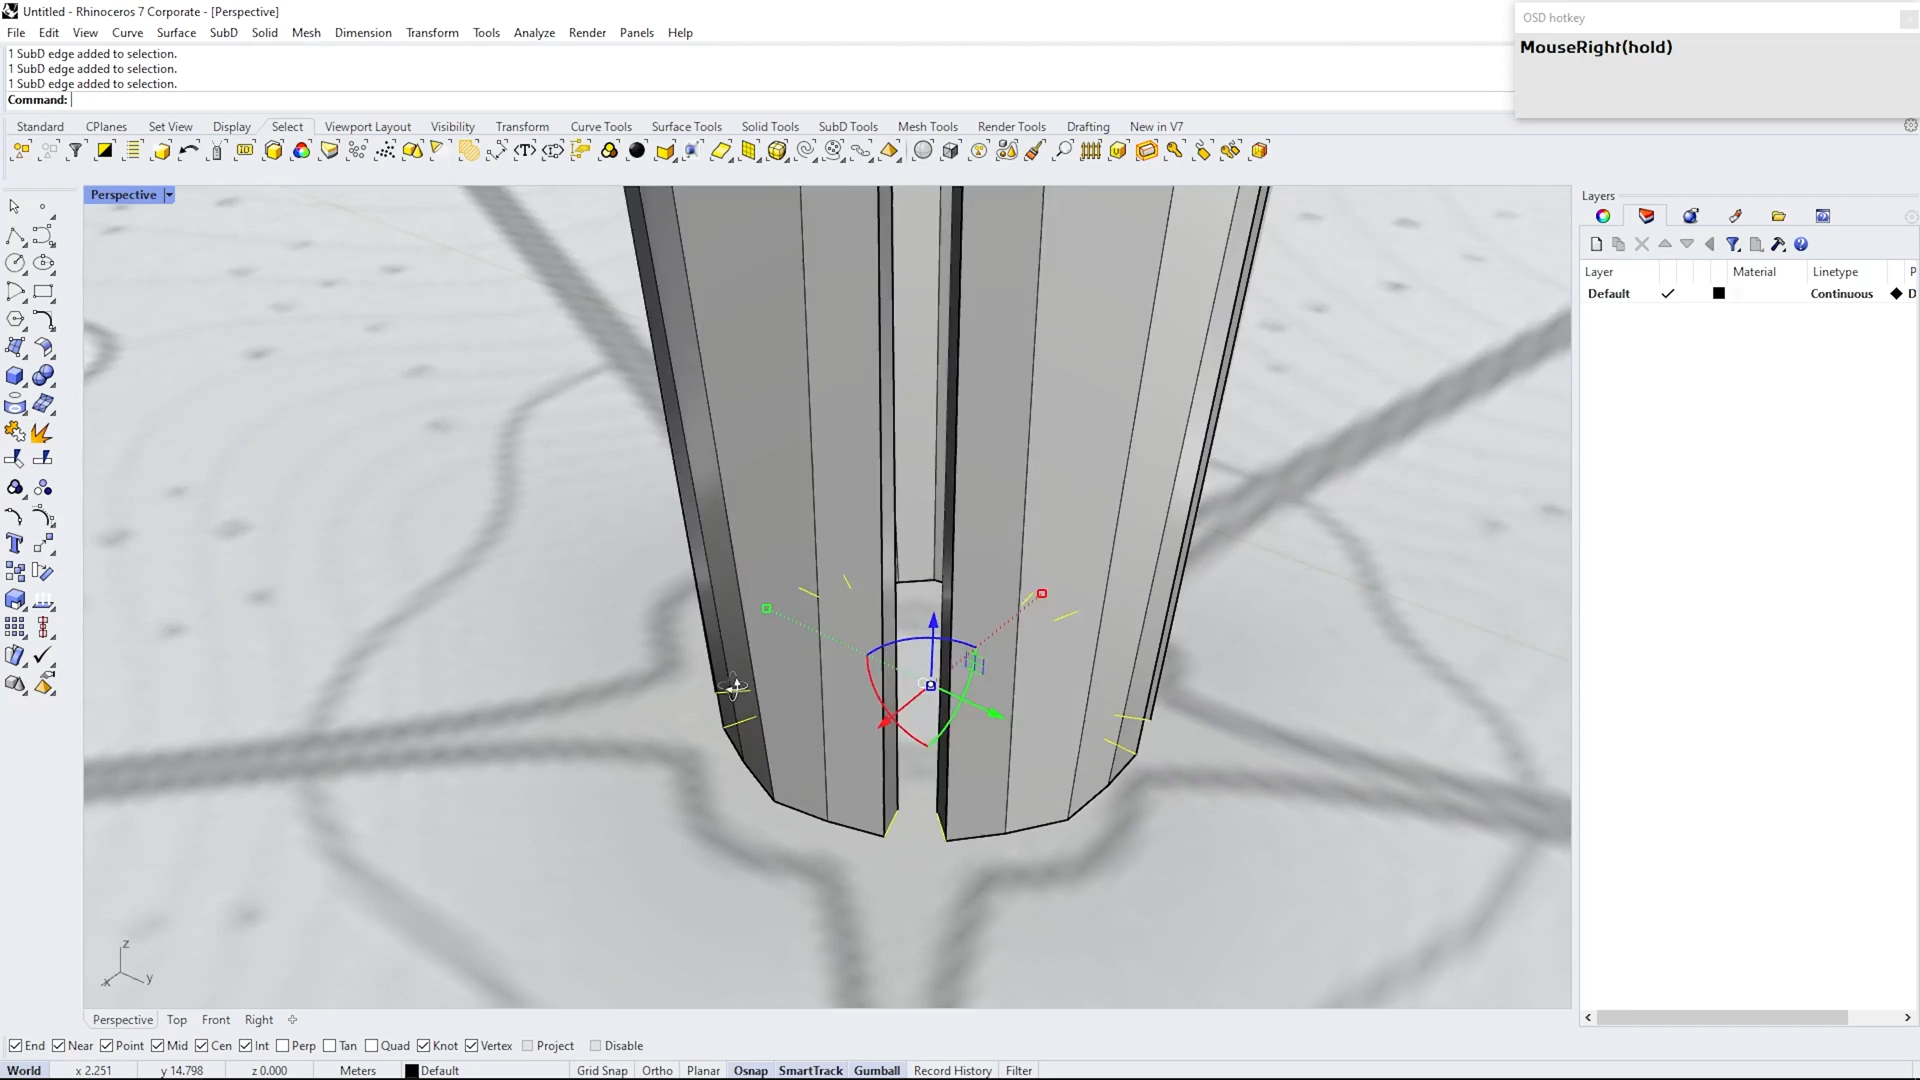 Untitled - Rhinoceros 7 Corporate - [Perspective]
OSD hotkey
MouseRight(hold)
File Edit View Curve Surface SubD Solid Mesh Dimension Transform Tools Analyze Render Panels Help
1 SubD edge added to selection.
1 SubD edge added to selection.
1 SubD edge added to selection.
Command:
Standard CPlanes Set View Display Select Viewport Layout Visibility Transform Curve Tools Surface Tools Solid Tools SubD Tools Mesh Tools Render Tools Drafting New in V7
Perspective
Layers
Layer Material Linetype P
Default Continuous D
z
x y
Perspective Top Front Right
End Near Point Mid Cen Int Perp Tan Quad Knot Vertex Project Disable
World x 2.251 y 14.798 z 0.000 Meters Default Grid Snap Ortho Planar Osnap SmartTrack Gumball Record History Filter